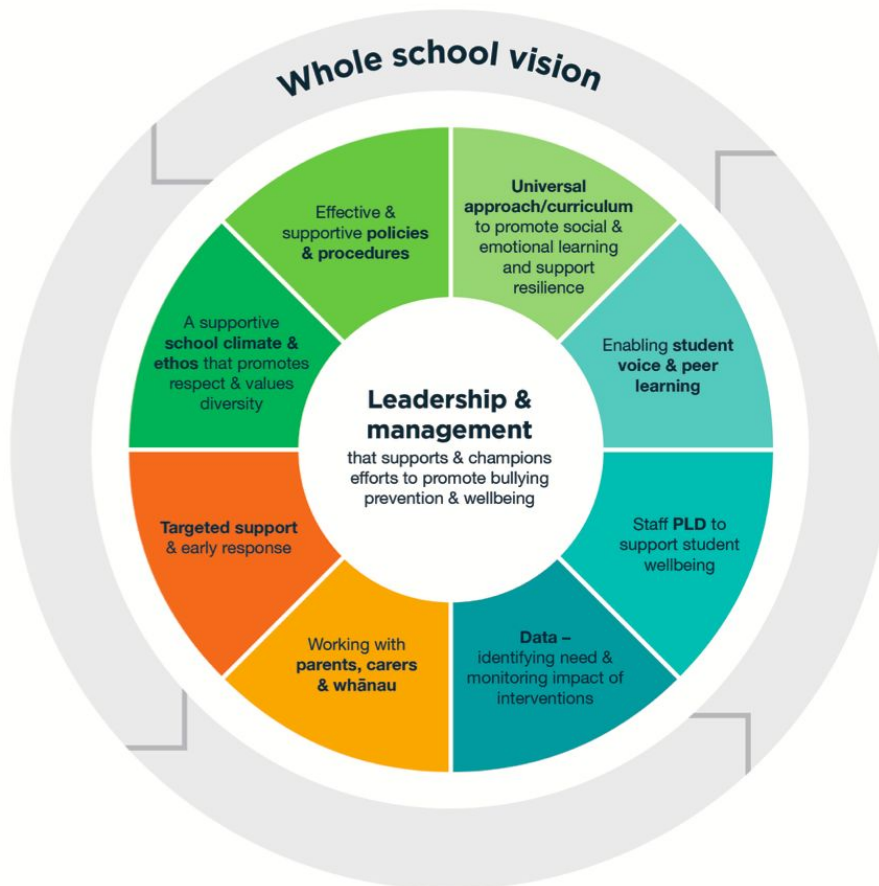 Whole school vision
Universal
approach/curriculum
to promote social &
emotional learning
and support
resilience
Enabling student
voice & peer
learning
Staff PLD to
support student
wellbeing
Data –
identifying need &
monitoring impact of
interventions
Working with
parents, carers
& whānau
Targeted support
& early response
A supportive
school climate &
ethos that promotes
respect & values
diversity
Effective &
supportive policies
& procedures
Leadership &
management
that supports & champions
efforts to promote bullying
prevention & wellbeing